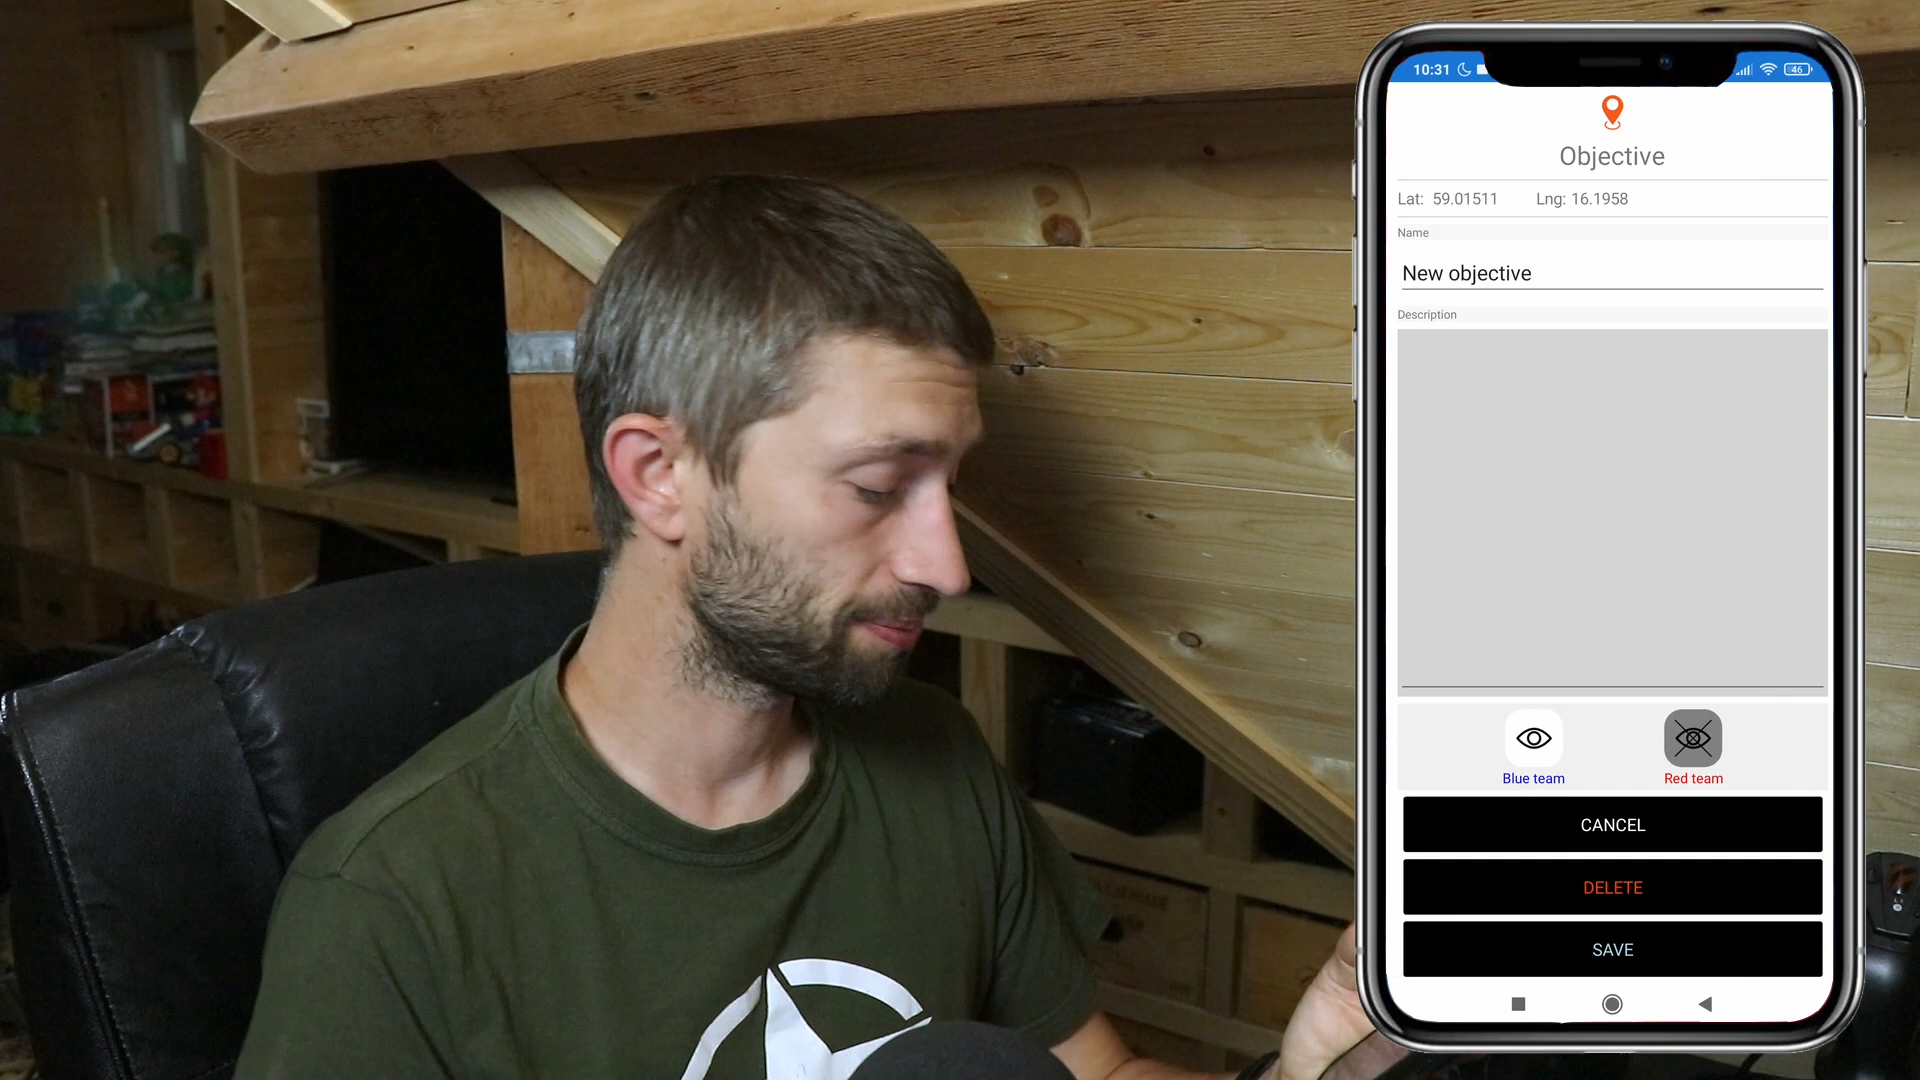 10:31
46
Objective
Lat: 59.01511 Lng: 16.1958
Name
New objective
Description
Blue team Red team
CANCEL
DELETE
SAVE